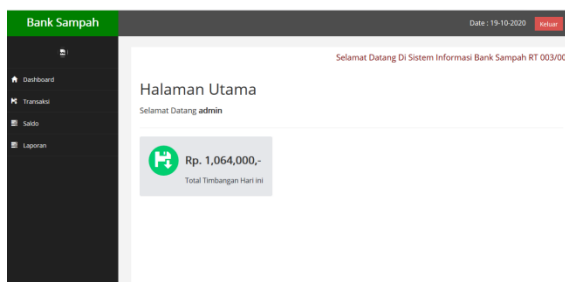 Bank Sampah
Date : 19-10-2020 Keluar
Selamat Datang Di Sistem Informasi Bank Sampah RT 003/00
Dashboard
Transaksi
Saldo
Laporan
Halaman Utama
Selamat Datang admin
Rp. 1,064,000,-
Total Timbangan Hari ini